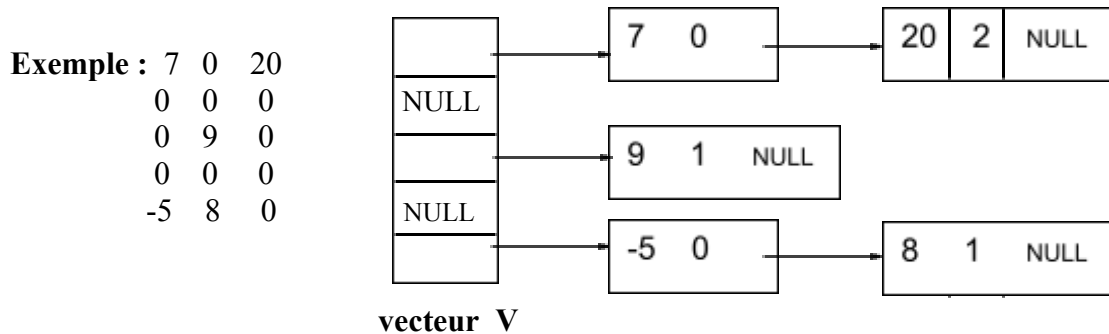 Exemple : 7 0 20
0 0 0
0 9 0
0 0 0
-5 8 0
7 0
20 2 NULL
NULL
9 1 NULL
NULL
-5 0
8 1 NULL
vecteur V